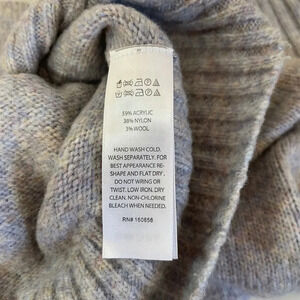 59% ACRYLIC
38% NYLON
3% WOOL
HAND WASH COLD.
WASH SEPARATELY. FOR
BEST APPEARANCE RE-
SHAPE AND FLAT DRY .
DO NOT WRING OR
TWIST. LOW IRON. DRY
CLEAN. NON-CHLORINE
BLEACH WHEN NEEDED.
RN# 160856